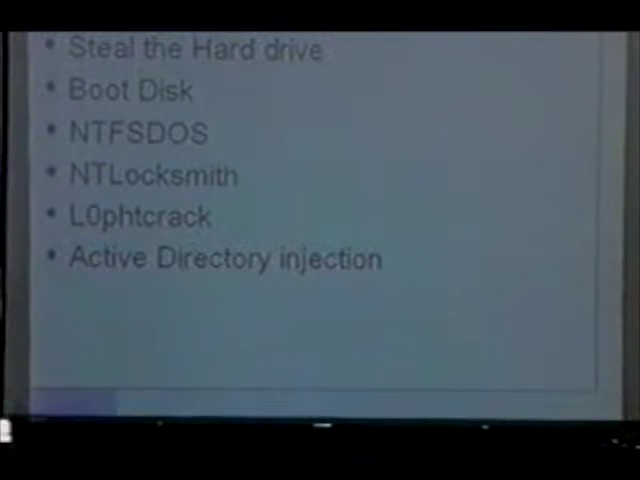 • Steal the Hard drive
• Boot Disk
• NTFSDOS
• NTLocksmith
• L0phtcrack
• Active Directory injection